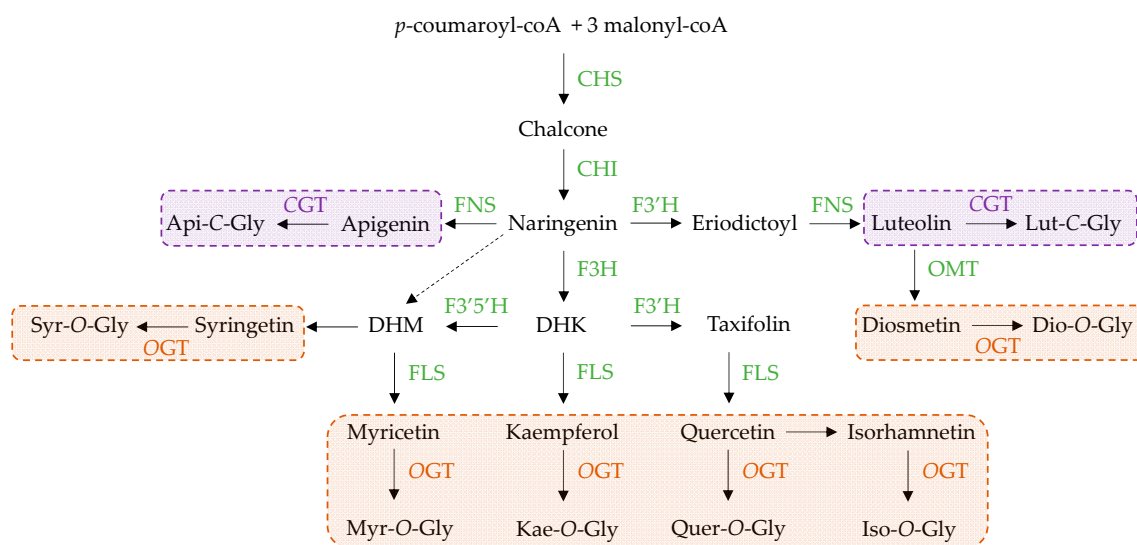 p-coumaroyl-coA + 3 malonyl-coA
CHS
Chalcone
CHI
Api-C-Gly CGT Apigenin FNS Naringenin F3'H Eriodictoyl FNS Luteolin CGT Lut-C-Gly
F3H OMT
Syr-O-Gly OGT Syringetin DHM F3'5'H DHK F3'H Taxifolin Diosmetin OGT Dio-O-Gly
FLS FLS FLS
Myricetin Kaempferol Quercetin Isorhamnetin
OGT OGT OGT OGT
Myr-O-Gly Kae-O-Gly Quer-O-Gly Iso-O-Gly